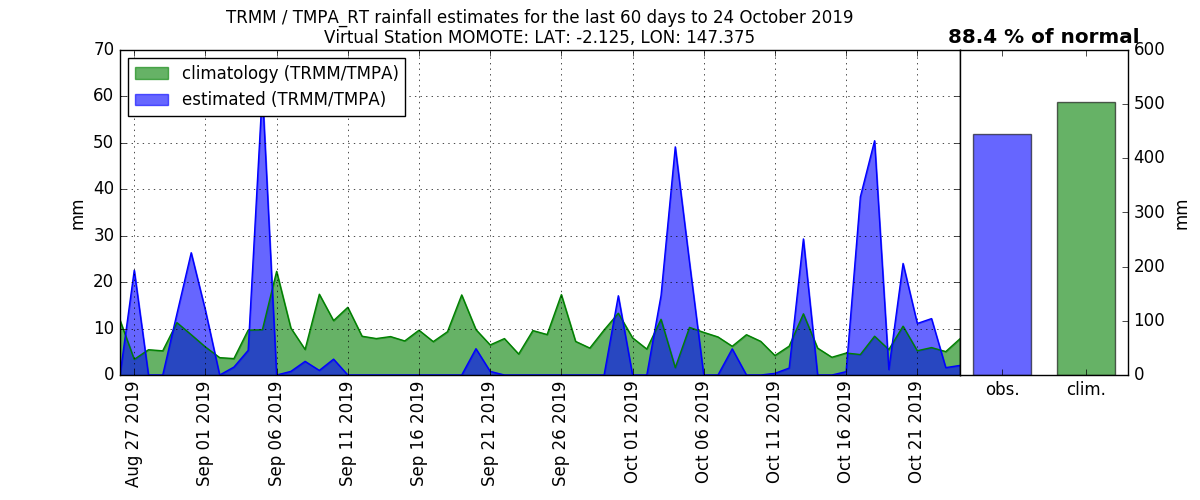 TRMM / TMPA_RT rainfall estimates for the last 60 days to 24 October 2019
Virtual Station MOMOTE: LAT: -2.125, LON: 147.375
88.4 % of normal
climatology (TRMM/TMPA)
estimated (TRMM/TMPA)
70
60
50
40
30
20
10
0
mm
Aug 27 2019
Sep 01 2019
Sep 06 2019
Sep 11 2019
Sep 16 2019
Sep 21 2019
Sep 26 2019
Oct 01 2019
Oct 06 2019
Oct 11 2019
Oct 16 2019
Oct 21 2019
600
500
400
300
200
100
0
mm
obs.
clim.